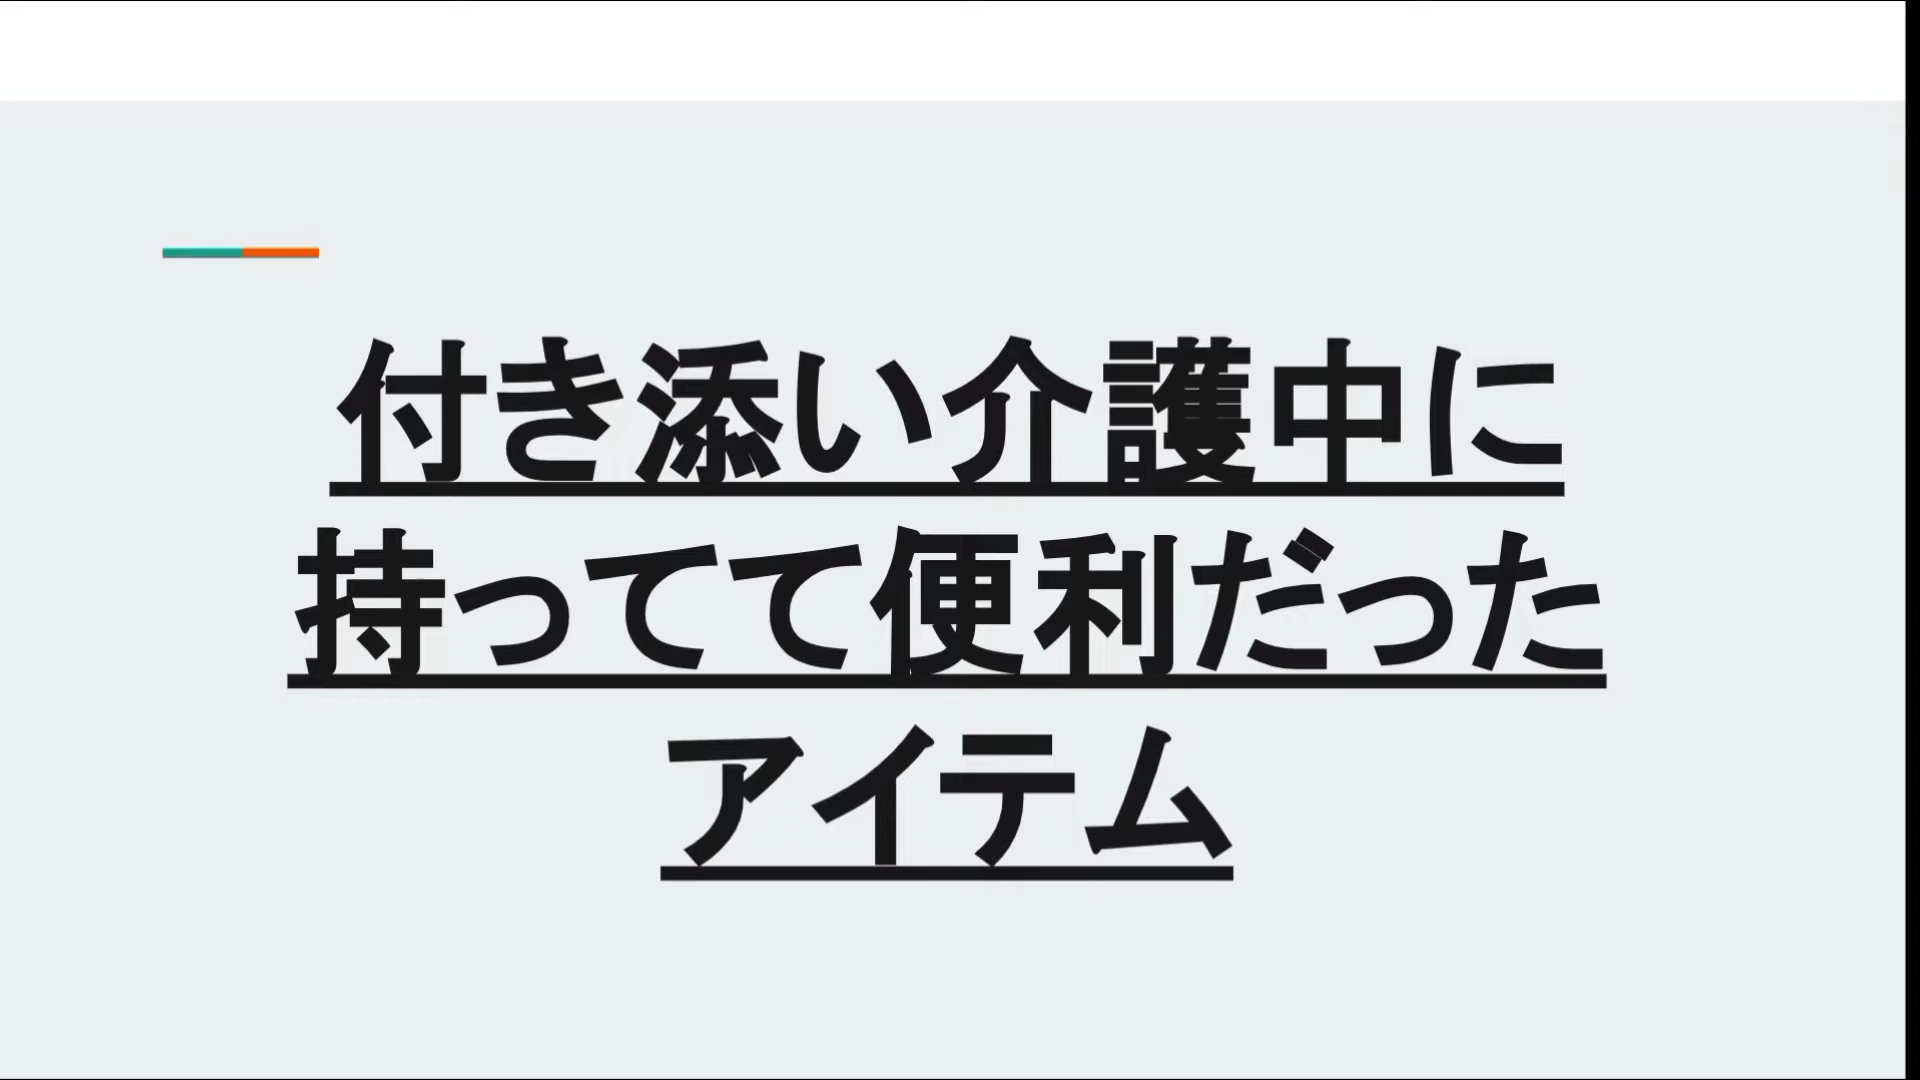 付き添い介護中に
持ってて便利だった
アイテム